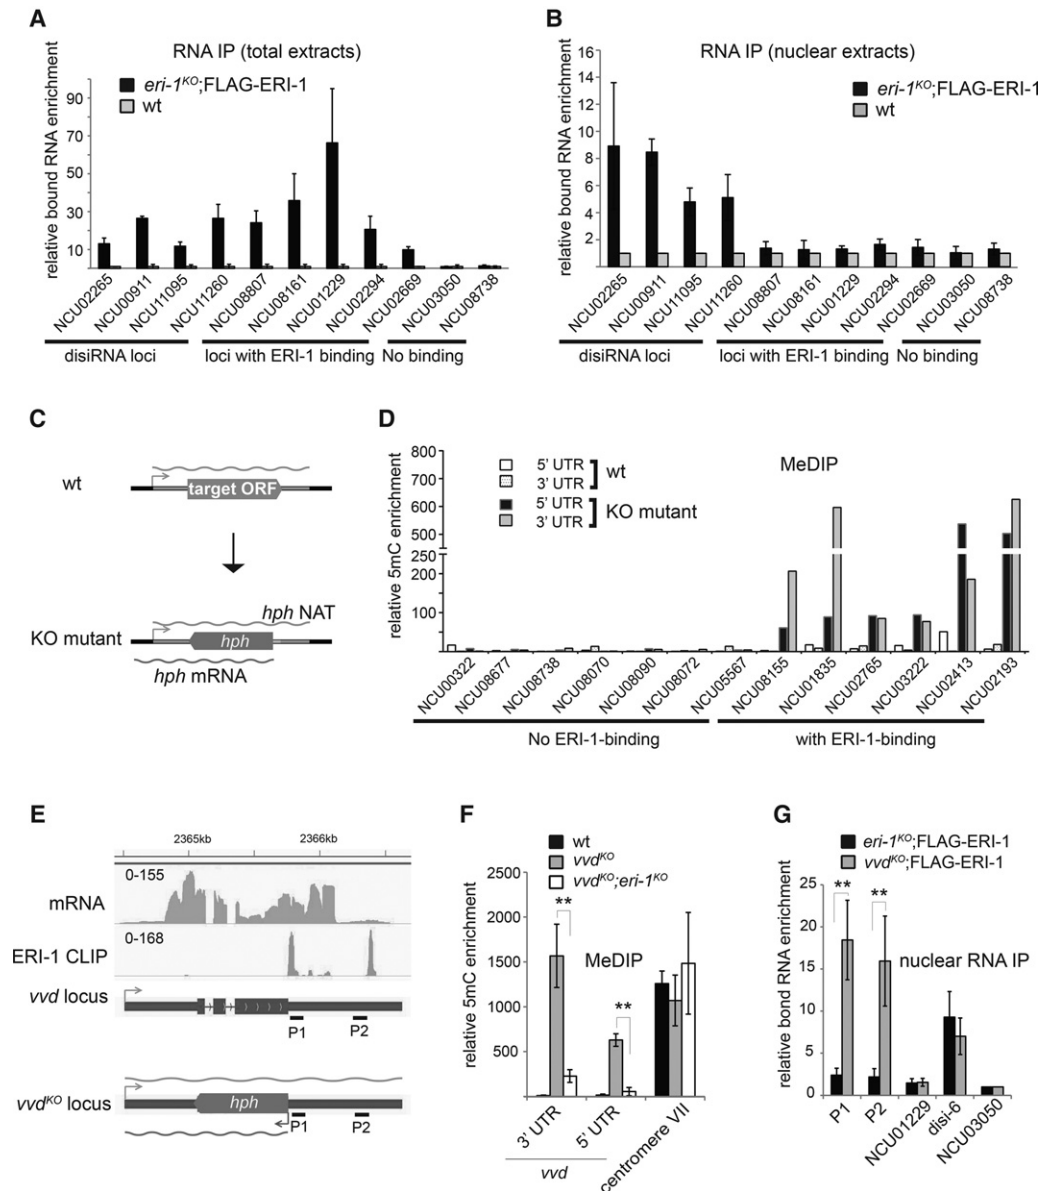 A
RNA IP (total extracts)
eri-1KO;FLAG-ERI-1
wt
relative bound RNA enrichment
90
70
50
30
10
NCU02265
NCU00911
NCU11095
NCU11260
NCU08807
NCU08161
NCU01229
NCU02294
NCU02669
NCU03050
NCU08738
disiRNA loci
loci with ERI-1 binding
No binding
B
RNA IP (nuclear extracts)
eri-1KO;FLAG-ERI-1
wt
relative bound RNA enrichment
16
14
12
10
8
6
4
2
NCU02265
NCU00911
NCU11095
NCU11260
NCU08807
NCU08161
NCU01229
NCU02294
NCU02669
NCU03050
NCU08738
disiRNA loci
loci with ERI-1 binding
No binding
C
wt
target ORF
hph NAT
KO mutant
hph
hph mRNA
D
MeDIP
5' UTR
3' UTR
wt
5' UTR
3' UTR
KO mutant
relative 5mC enrichment
800
700
600
500
250
200
100
NCU00322
NCU08677
NCU08738
NCU08070
NCU08090
NCU08072
NCU05567
NCU08155
NCU01835
NCU02765
NCU03222
NCU02413
NCU02193
No ERI-1-binding
with ERI-1-binding
E
2365kb
2366kb
0-155
mRNA
0-168
ERI-1 CLIP
vvd locus
P1
P2
vvdKO locus
hph
P1
P2
F
wt
vvdKO
vvdKO;eri-1KO
relative 5mC enrichment
2500
2000
1500
1000
500
**
MeDIP
**
3' UTR
5' UTR
centromere VII
vvd
G
eri-1KO;FLAG-ERI-1
vvdKO;FLAG-ERI-1
relative bond RNA enrichment
25
20
15
10
5
0
**
**
nuclear RNA IP
P1
P2
NCU01229
disi-6
NCU03050